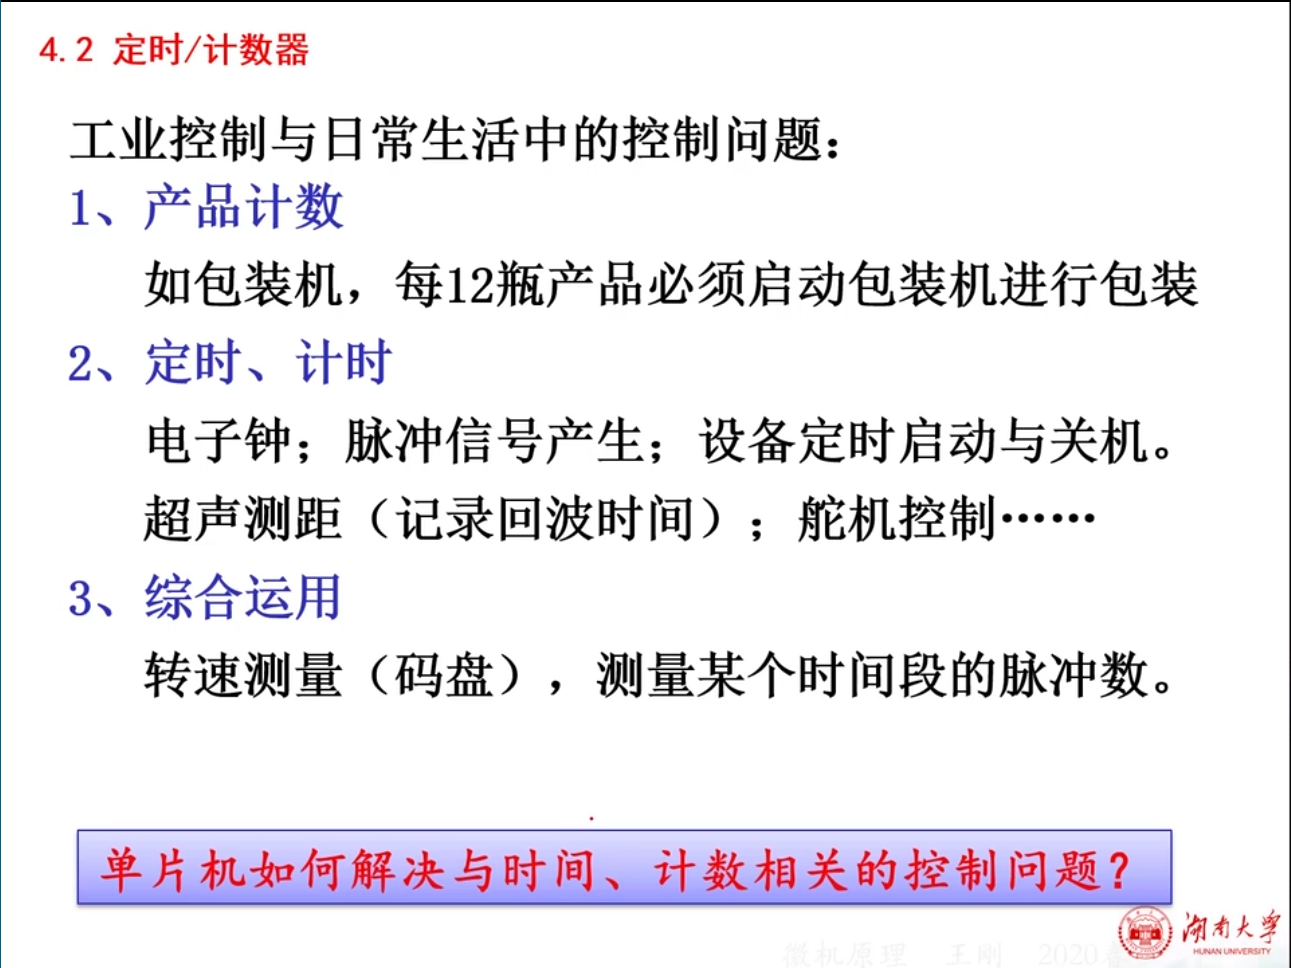 4.2 定时/计数器
工业控制与日常生活中的控制问题：
1、产品计数
如包装机，每12瓶产品必须启动包装机进行包装
2、定时、计时
电子钟；脉冲信号产生；设备定时启动与关机。
超声测距（记录回波时间）；舵机控制……
3、综合运用
转速测量（码盘），测量某个时间段的脉冲数。
单片机如何解决与时间、计数相关的控制问题？
湖南大学
HUNAN UNIVERSITY
微机原理 王刚 2020春